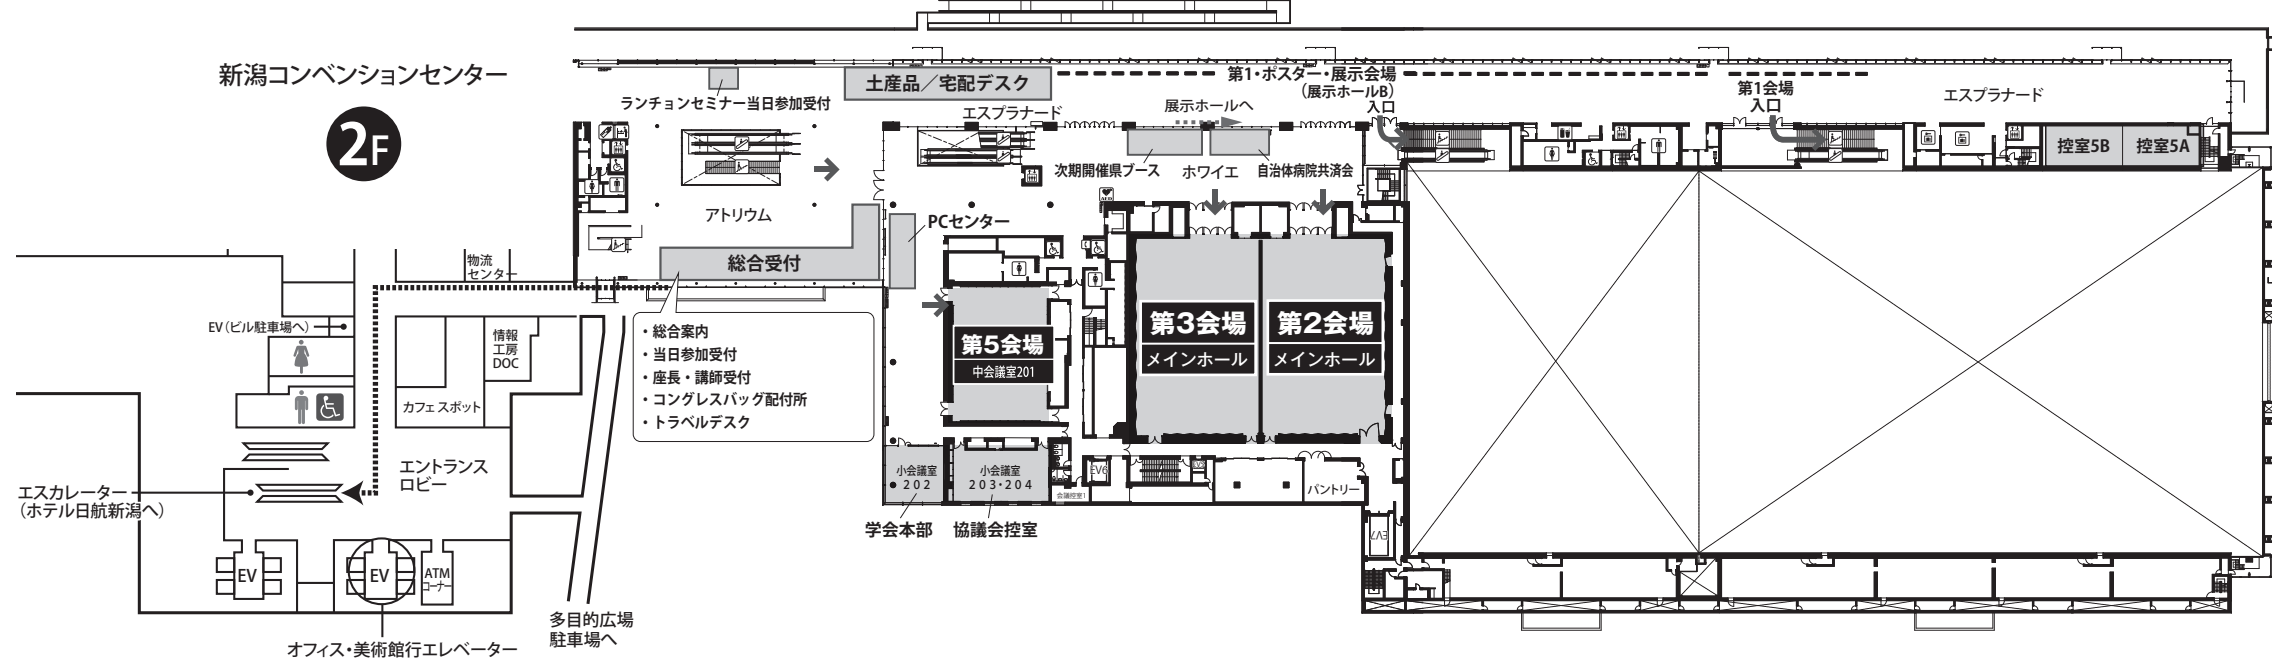 新潟コンベンションセンター
2F
ランチョンセミナー当日参加受付
土産品／宅配デスク
エスプラナード
第1・ポスター・展示会場
（展示ホールB）
入口
展示ホールへ
第1会場
入口
エスプラナード
控室5B
控室5A
次期開催県ブース
ホワイエ
自治体病院共済会
AED
アトリウム
PCセンター
総合受付
物流
センター
EV（ビル駐車場へ）
情報
工房
DOC
カフェスポット
・総合案内
・当日参加受付
・座長・講師受付
・コングレスバッグ配付所
・トラベルデスク
第5会場
中会議室201
第3会場
メインホール
第2会場
メインホール
エントランス
ロビー
エスカレーター
（ホテル日航新潟へ）
小会議室
202
小会議室
203・204
会議控室1
EV6
パントリー
学会本部
協議会控室
EV7
EV
EV
ATM
コーナー
多目的広場
駐車場へ
オフィス・美術館行エレベーター